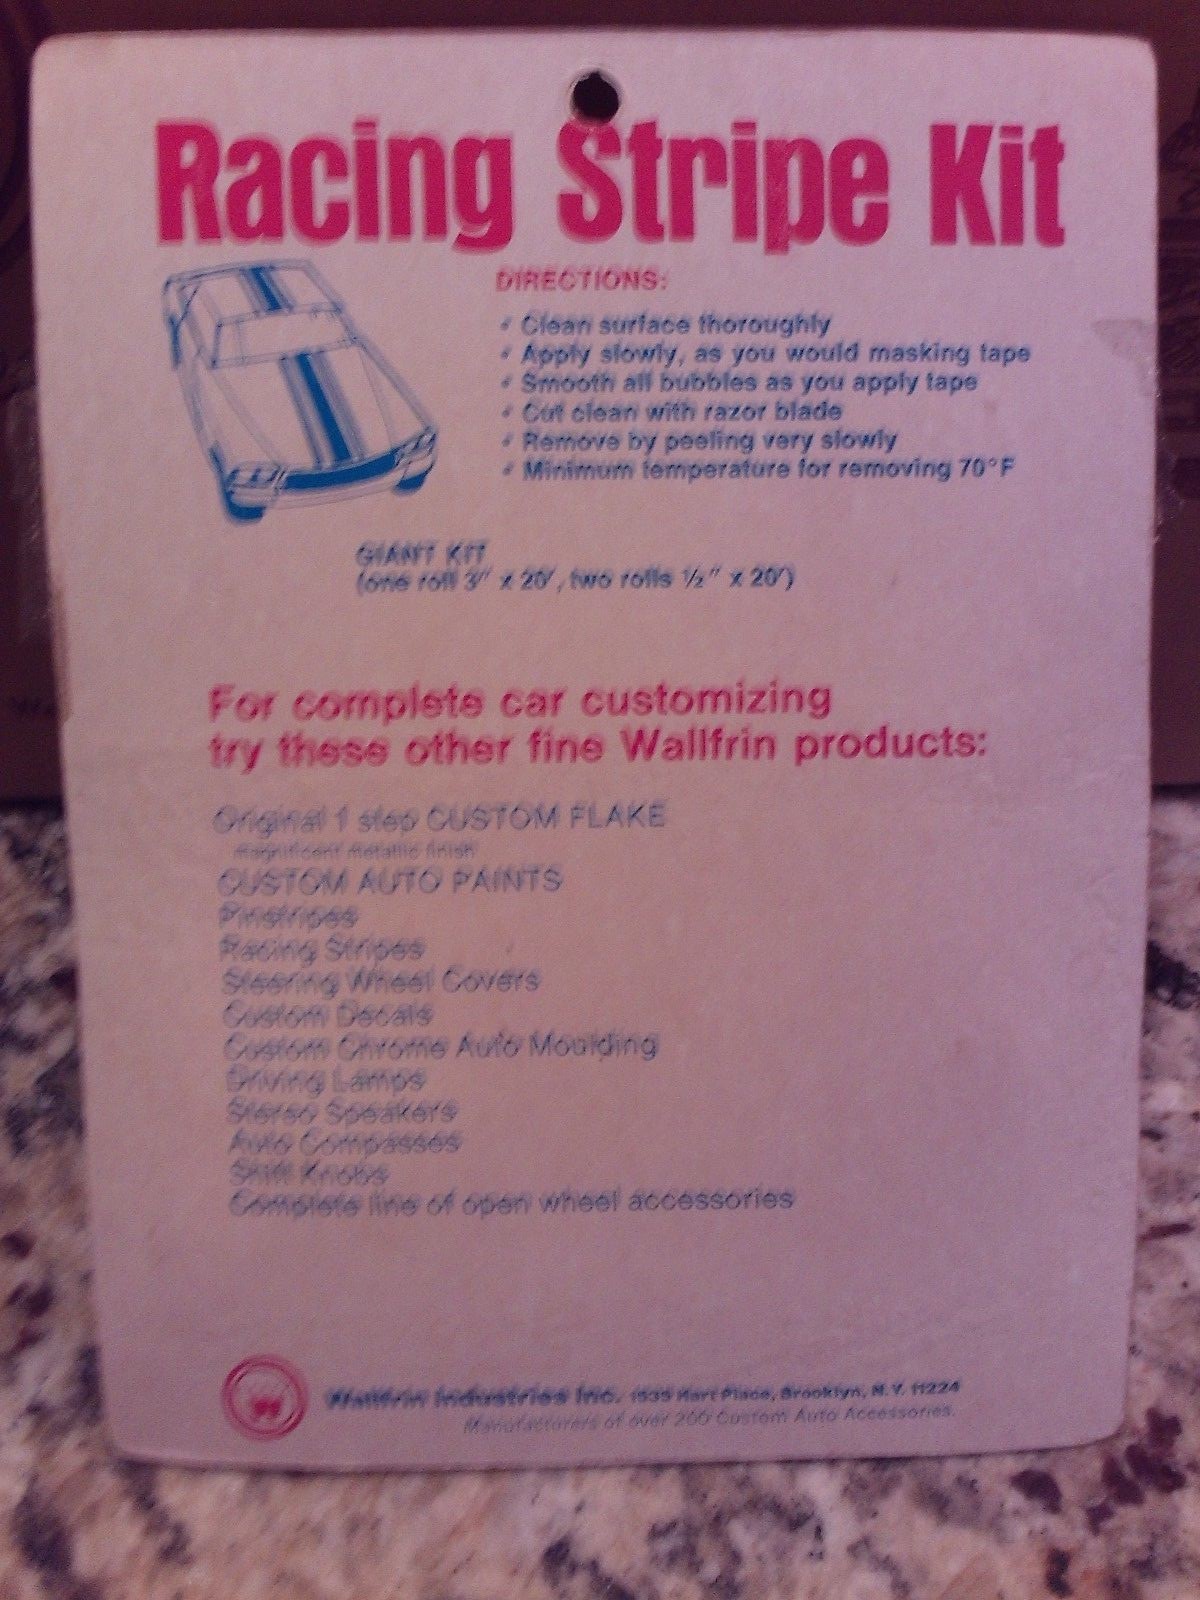 Racing Stripe Kit
DIRECTIONS:
Clean surface thoroughly
Apply slowly, as you would masking tape
Smooth all bubbles as you apply tape
Cut clean with razor blade
Remove by peeling very slowly
Minimum temperature for removing 70°F
GIANT KIT
(one roll 3" x 20', two rolls ½" x 20')
For complete car customizing
try these other fine Wallfrin products:
Original 1 step CUSTOM FLAKE
magnificent metallic finish
CUSTOM AUTO PAINTS
Pinstripes
Racing Stripes
Steering Wheel Covers
Custom Decals
Custom Chrome Auto Moulding
Driving Lamps
Stereo Speakers
Auto Compasses
Shift Knobs
Complete line of open wheel accessories
W
Wallfrin Industries Inc. 1535 Hart Place, Brooklyn, N.Y. 11224
Manufacturers of over 200 Custom Auto Accessories.